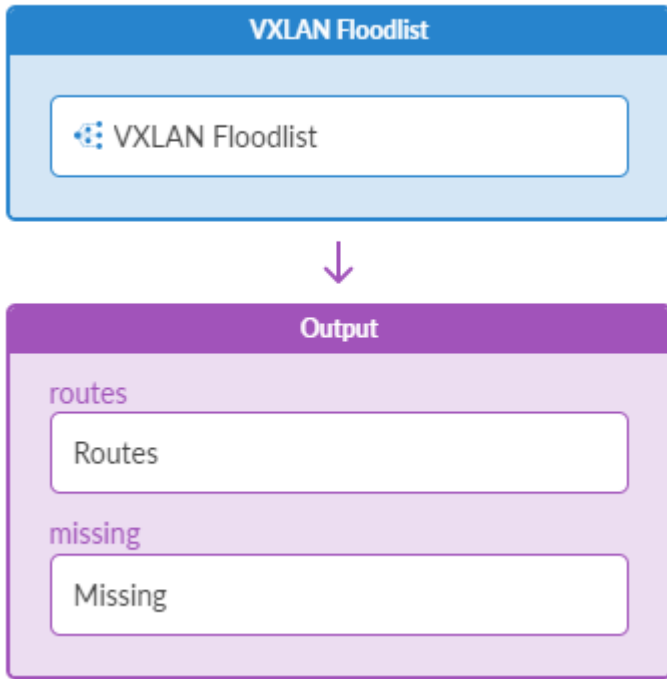 VXLAN Floodlist
VXLAN Floodlist
Output
routes
Routes
missing
Missing